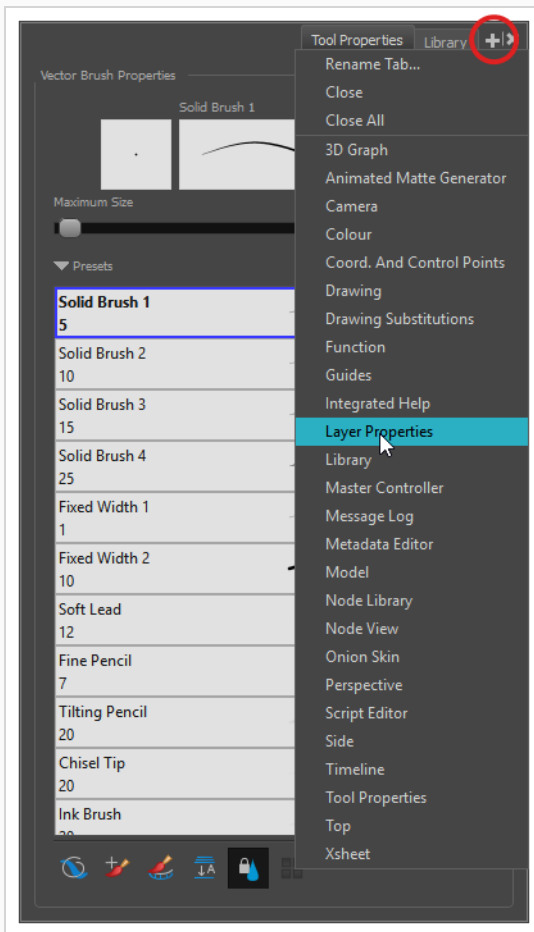 Tool Properties
Library
Vector Brush Properties
Solid Brush 1
Maximum Size
Presets
Solid Brush 1
5
Solid Brush 2
10
Solid Brush 3
15
Solid Brush 4
25
Fixed Width 1
1
Fixed Width 2
10
Soft Lead
12
Fine Pencil
7
Tilting Pencil
20
Chisel Tip
20
Ink Brush
Rename Tab...
Close
Close All
3D Graph
Animated Matte Generator
Camera
Colour
Coord. And Control Points
Drawing
Drawing Substitutions
Function
Guides
Integrated Help
Layer Properties
Library
Master Controller
Message Log
Metadata Editor
Model
Node Library
Node View
Onion Skin
Perspective
Script Editor
Side
Timeline
Tool Properties
Top
Xsheet